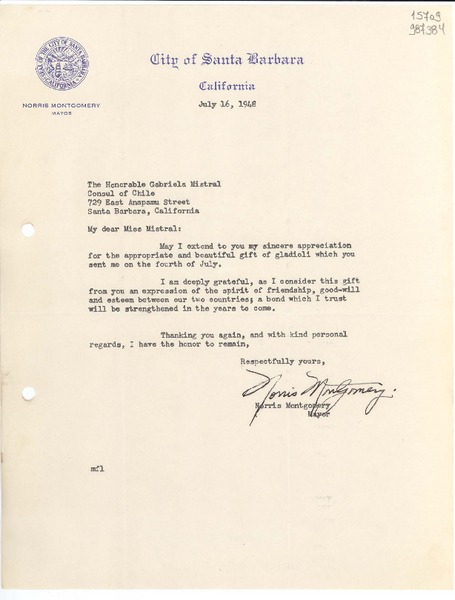 15709
987384
City of Santa Barbara
California
NORRIS MONTGOMERY
MAYOR
July 16, 1948
The Honorable Gabriela Mistral
Consul of Chile
729 East Anapamu Street
Santa Barbara, California
My dear Miss Mistral:
May I extend to you my sincere appreciation
for the appropriate and beautiful gift of gladioli which you
sent me on the fourth of July.
I am deeply grateful, as I consider this gift
from you an expression of the spirit of friendship, good-will
and esteem between our two countries; a bond which I trust
will be strengthened in the years to come.
Thanking you again, and with kind personal
regards, I have the honor to remain,
Respectfully yours,
Norris Montgomery.
Norris Montgomery
Mayor
mfl